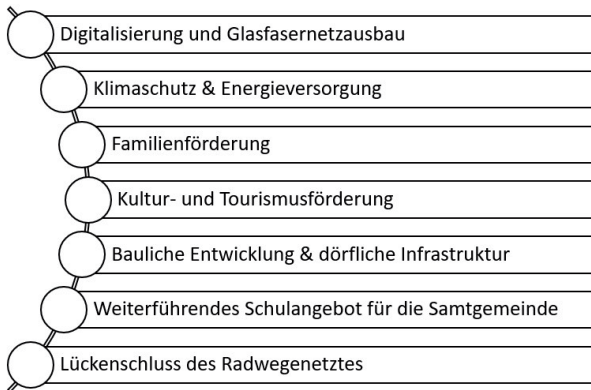 Digitalisierung und Glasfasernetzausbau
Klimaschutz & Energieversorgung
Familienförderung
Kultur- und Tourismusförderung
Bauliche Entwicklung & dörfliche Infrastruktur
Weiterführendes Schulangebot für die Samtgemeinde
Lückenschluss des Radwegenetztes